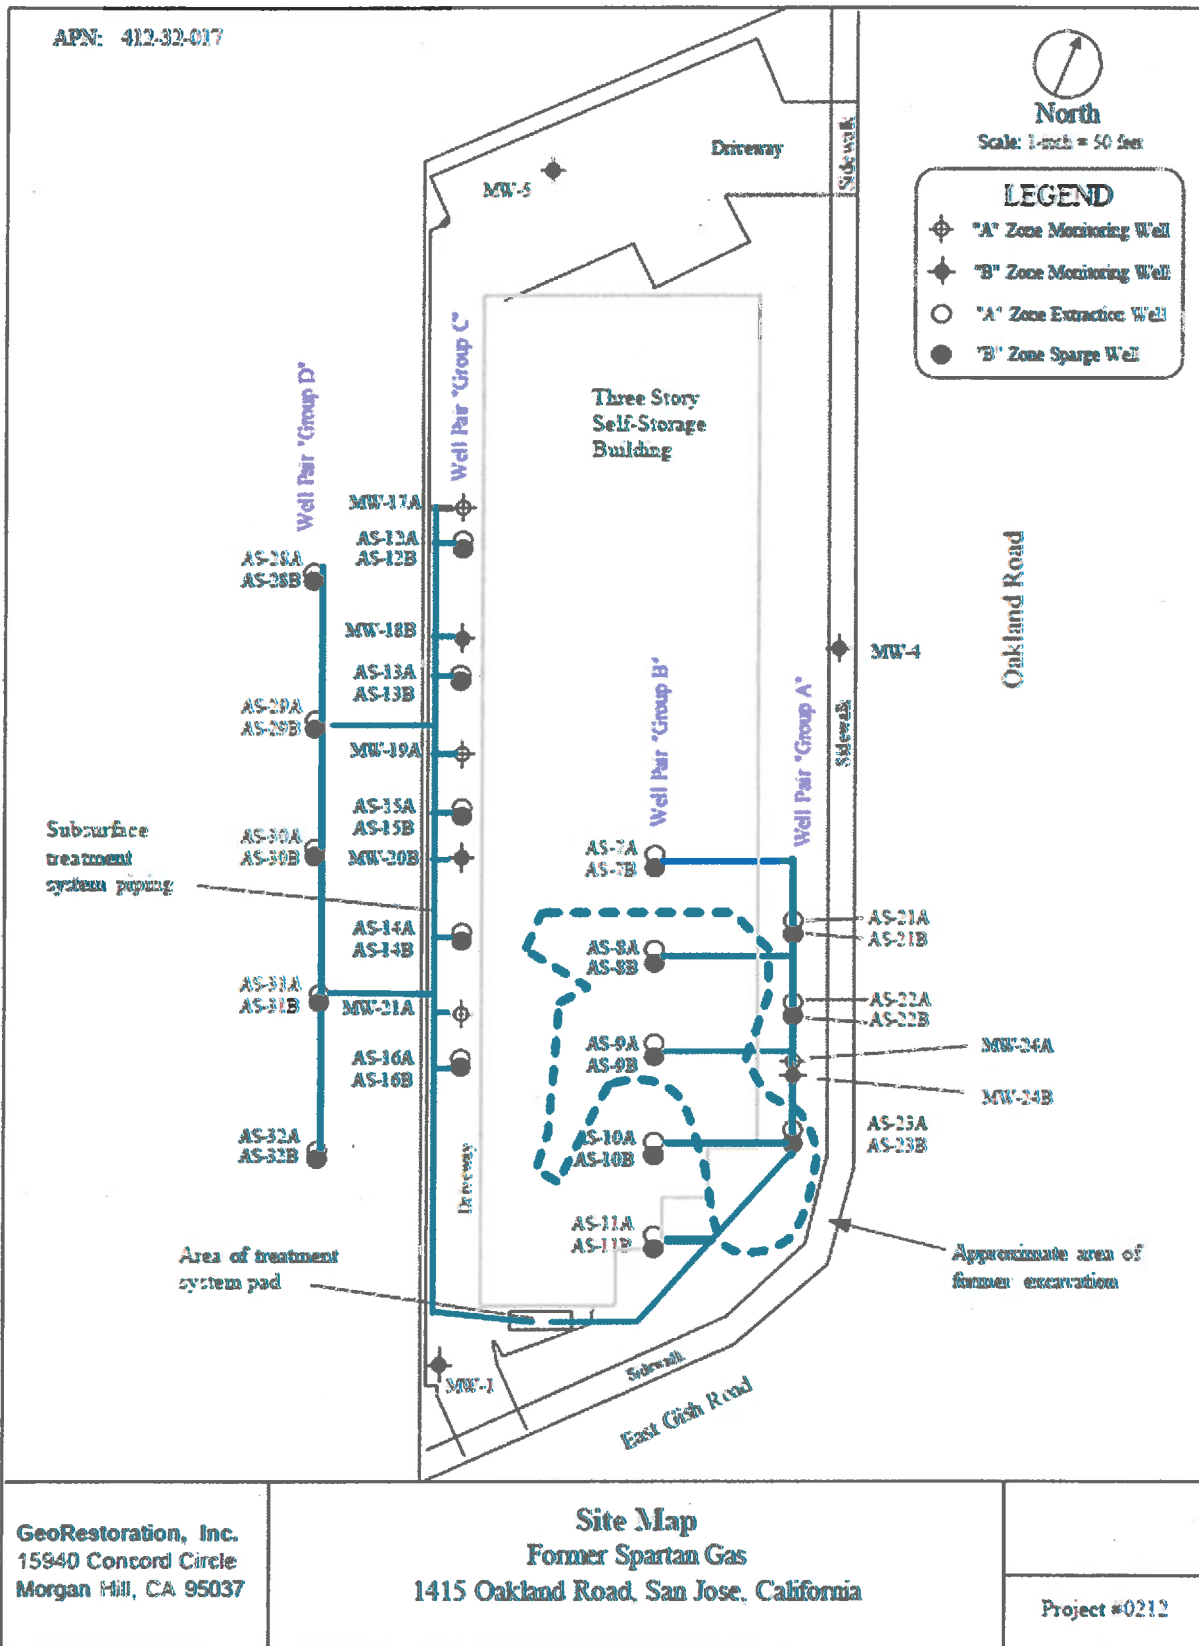 APN: 412-32-017
North
Scale: 1-inch = 50 feet
LEGEND
"A" Zone Monitoring Well
"B" Zone Monitoring Well
"A" Zone Extraction Well
"B" Zone Sparge Well
Driveway
Sidewalk
MW-5
Three Story
Self-Storage
Building
Well Pair "Group C"
Well Pair "Group D"
MW-17A
AS-12A
AS-12B
AS-28A
AS-28B
MW-18B
AS-13A
AS-13B
AS-29A
AS-29B
MW-19A
AS-15A
AS-15B
MW-20B
AS-30A
AS-30B
Subsurface
treatment
system piping
AS-14A
AS-14B
AS-31A
AS-31B
MW-21A
AS-16A
AS-16B
AS-32A
AS-32B
Driveway
Oakland Road
MW-4
Sidewalk
Well Pair "Group B"
Well Pair "Group A"
AS-7A
AS-7B
AS-21A
AS-21B
AS-8A
AS-8B
AS-22A
AS-22B
AS-9A
AS-9B
MW-24A
MW-24B
AS-10A
AS-10B
AS-23A
AS-23B
AS-11A
AS-11B
Area of treatment
system pad
Approximate area of
former excavation
MW-1
Sidewalk
East Gish Road
GeoRestoration, Inc.
15940 Concord Circle
Morgan Hill, CA 95037
Site Map
Former Spartan Gas
1415 Oakland Road, San Jose, California
Project #0212